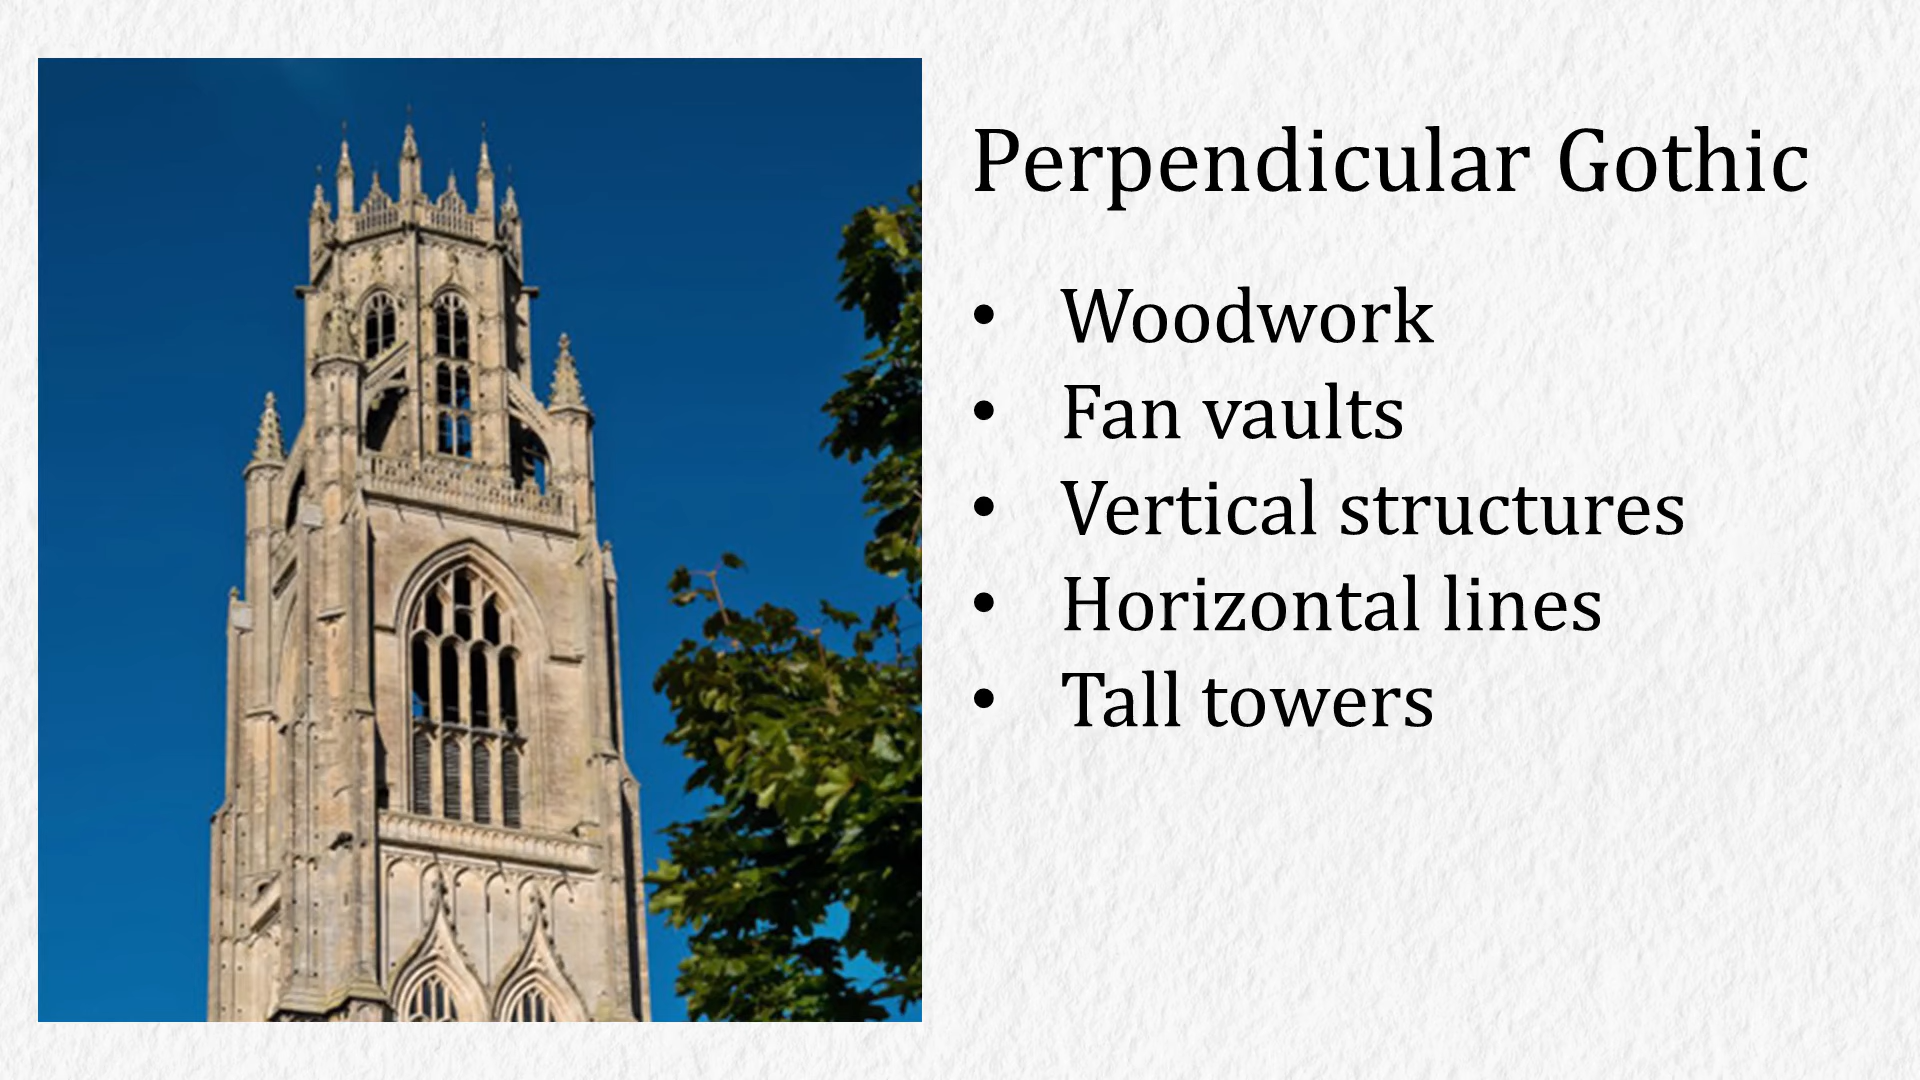 Perpendicular Gothic
• Woodwork
• Fan vaults
• Vertical structures
• Horizontal lines
• Tall towers